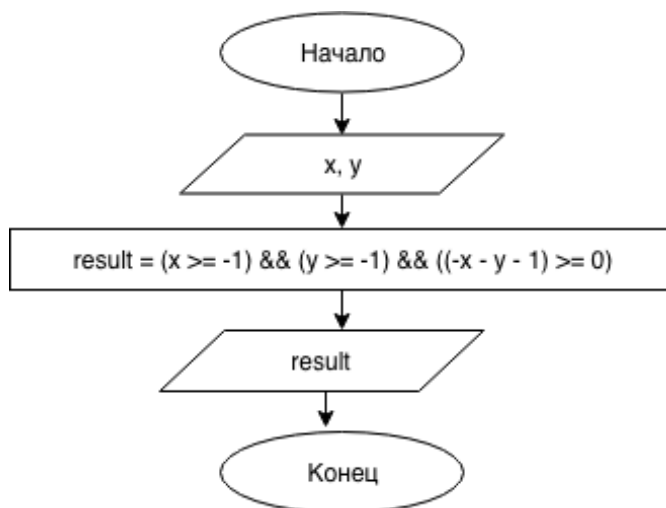 Начало
x, y
result = (x >= -1) && (y >= -1) && ((-x - y - 1) >= 0)
result
Конец